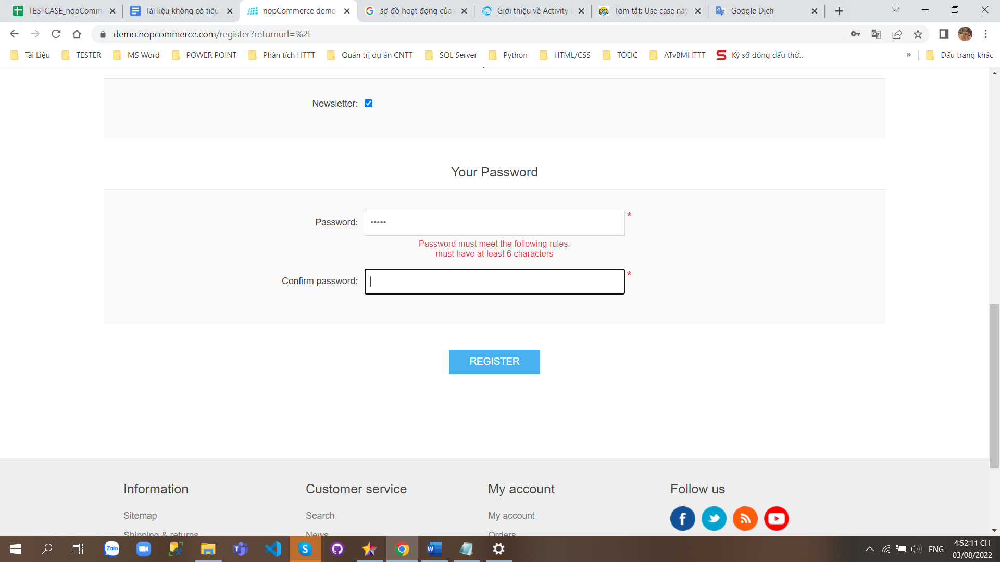 TESTCASE_nopComme
Tài liệu không có tiêu
nopCommerce demo
sơ đồ hoạt động của
Giới thiệu về Activity
Tóm tắt: Use case này
Google Dịch
demo.nopcommerce.com/register?returnurl=%2F
Tài Liệu
TESTER
MS Word
POWER POINT
Phân tích HTTT
Quản trị dự án CNTT
SQL Server
Python
HTML/CSS
TOEIC
ATvBMHTTT
Ký số đóng dấu thờ...
»
Dấu trang khác
Newsletter:
Your Password
Password: ••••• *
Password must meet the following rules:
must have at least 6 characters
Confirm password: *
REGISTER
Information
Customer service
My account
Follow us
Sitemap
Search
My account
Shipping & returns
News
Orders
Zalo
ENG
4:52:11 CH
03/08/2022